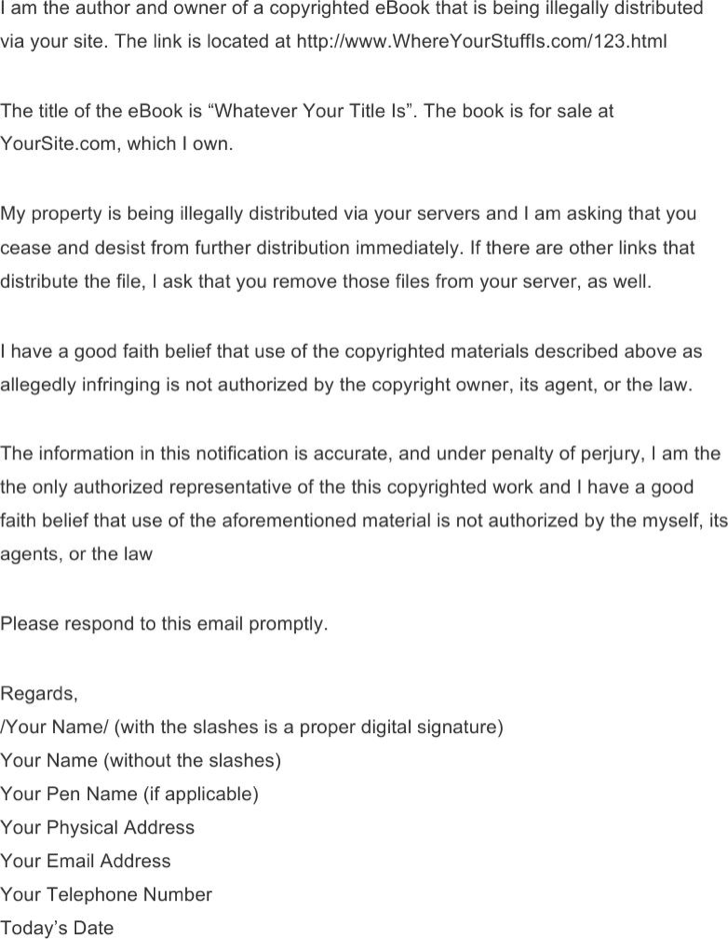 I am the author and owner of a copyrighted eBook that is being illegally distributed
via your site. The link is located at http://www.WhereYourStuffIs.com/123.html
The title of the eBook is “Whatever Your Title Is”. The book is for sale at
YourSite.com, which I own.
My property is being illegally distributed via your servers and I am asking that you
cease and desist from further distribution immediately. If there are other links that
distribute the file, I ask that you remove those files from your server, as well.
I have a good faith belief that use of the copyrighted materials described above as
allegedly infringing is not authorized by the copyright owner, its agent, or the law.
The information in this notification is accurate, and under penalty of perjury, I am the
the only authorized representative of the this copyrighted work and I have a good
faith belief that use of the aforementioned material is not authorized by the myself, its
agents, or the law
Please respond to this email promptly.
Regards,
/Your Name/ (with the slashes is a proper digital signature)
Your Name (without the slashes)
Your Pen Name (if applicable)
Your Physical Address
Your Email Address
Your Telephone Number
Today’s Date